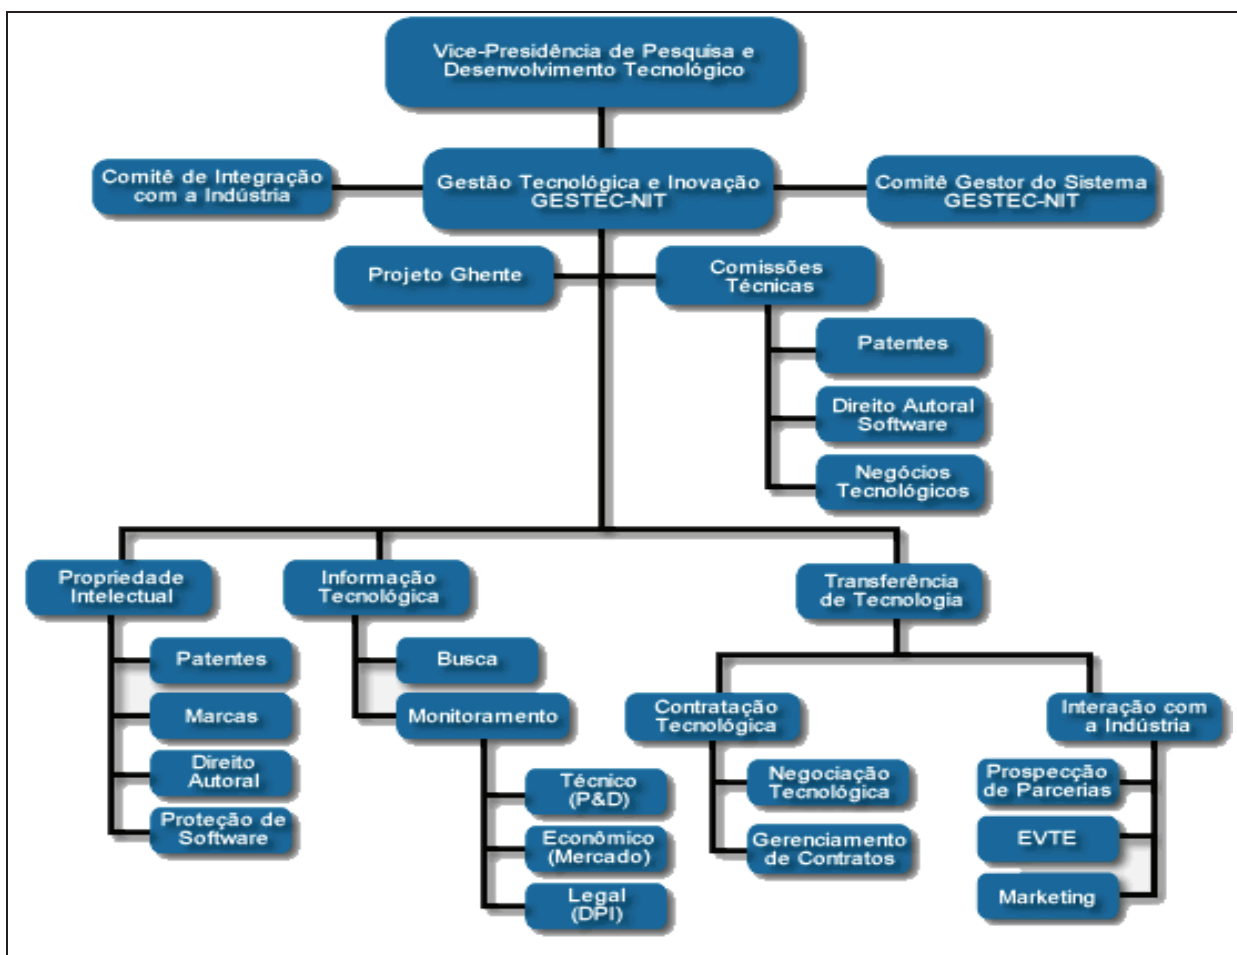 Vice-Presidência de Pesquisa e
Desenvolvimento Tecnológico
Comitê de Integração
com a Indústria
Gestão Tecnológica e Inovação
GESTEC-NIT
Comitê Gestor do Sistema
GESTEC-NIT
Projeto Ghente
Comissões
Técnicas
Patentes
Direito Autoral
Software
Negócios
Tecnológicos
Propriedade
Intelectual
Patentes
Marcas
Direito
Autoral
Proteção de
Software
Informação
Tecnológica
Busca
Monitoramento
Técnico
(P&D)
Econômico
(Mercado)
Legal
(DPI)
Transferência
de Tecnologia
Contratação
Tecnológica
Negociação
Tecnológica
Gerenciamento
de Contratos
Interação com
a Indústria
Prospecção
de Parcerias
EVTE
Marketing